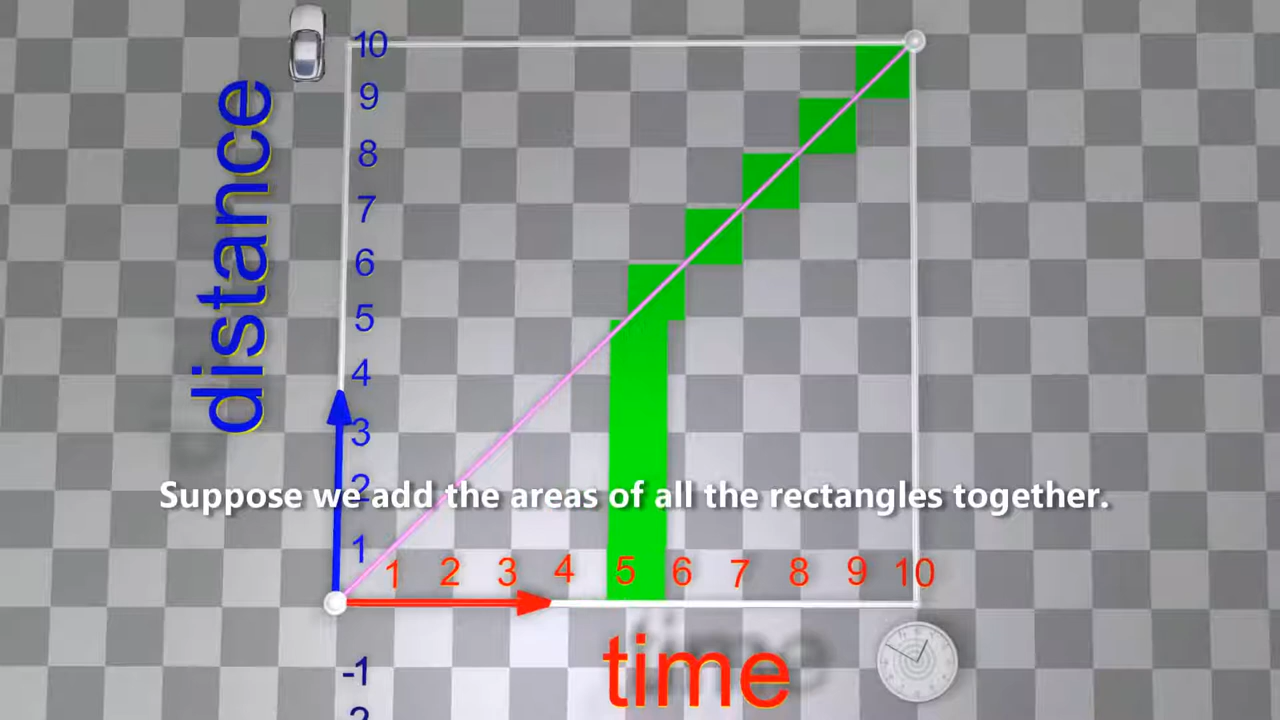 distance
10
9
8
7
6
5
4
3
2
1
-1
Suppose we add the areas of all the rectangles together.
1 2 3 4 5 6 7 8 9 10
time